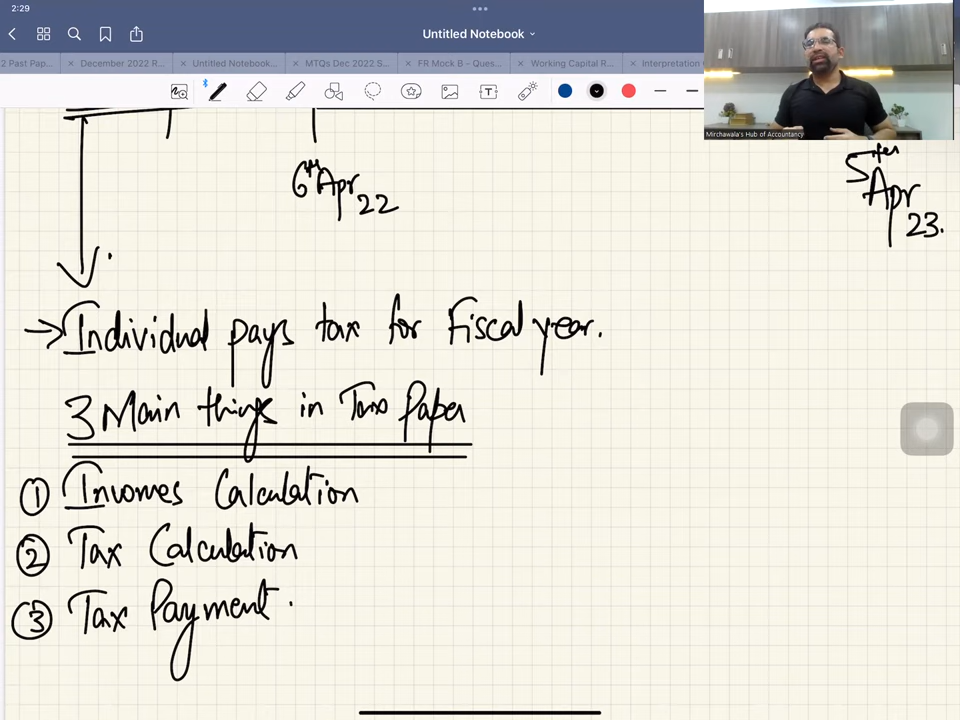 2:29
Untitled Notebook
2 Past Pap...
December 2022 R...
Untitled Notebook...
MTQs Dec 2022 S...
FR Mock B - Ques...
Working Capital R...
Interpretation
Mirchawala's Hub of Accountancy
6th Apr 22
5th Apr 23.
→ Individual pays tax for Fiscal year.
3 Main things in Tax Paper
① Incomes Calculation
② Tax Calculation
③ Tax Payment.